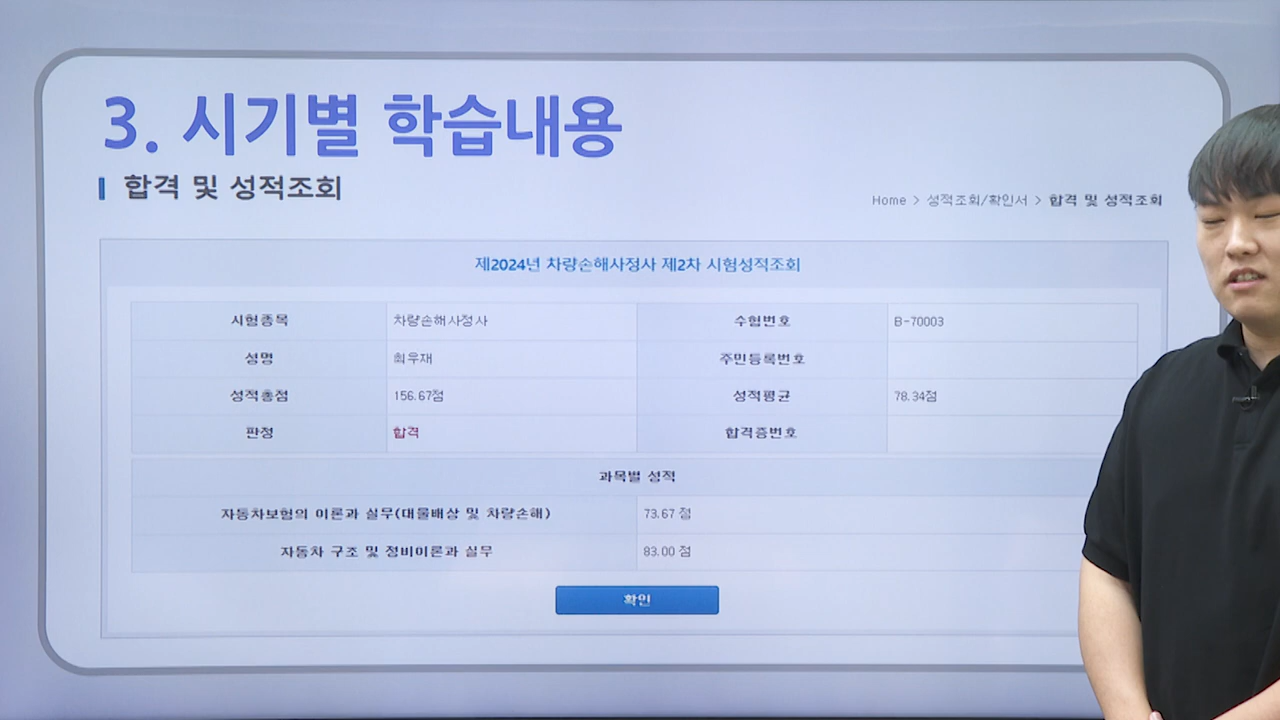 3. 시기별 학습내용
합격 및 성적조회
Home > 성적조회/확인서 > 합격 및 성적조회
제2024년 차량손해사정사 제2차 시험성적조회
시험종목 차량손해사정사 수험번호 B-70003
성명 최우재 주민등록번호
성적총점 156.67점 성적평균 78.34점
판정 합격 합격증번호
과목별 성적
자동차보험의 이론과 실무(대물배상 및 차량손해) 73.67 점
자동차 구조 및 정비이론과 실무 83.00 점
확인